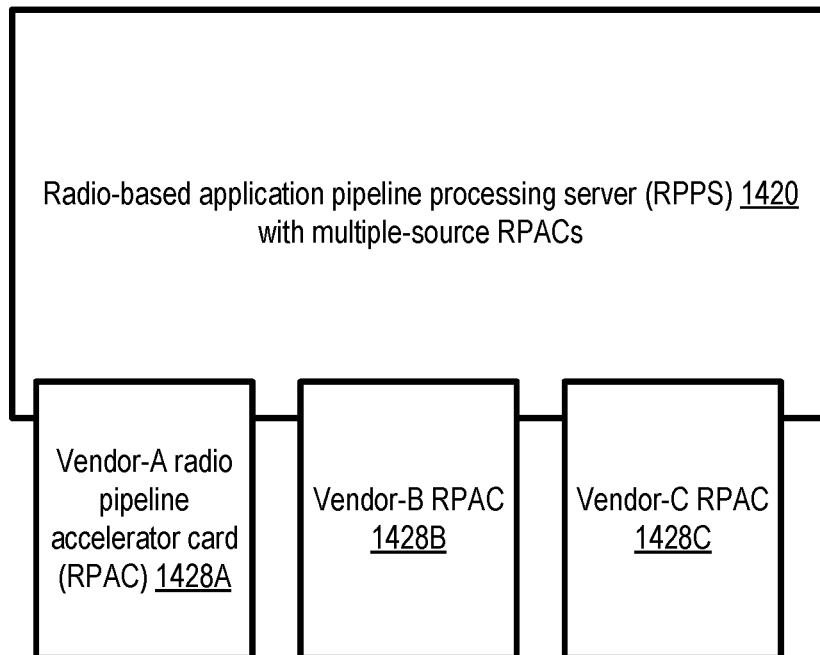 Radio-based application pipeline processing server (RPPS) 1420
with multiple-source RPACs
Vendor-A radio
pipeline
accelerator card
(RPAC) 1428A
Vendor-B RPAC
1428B
Vendor-C RPAC
1428C